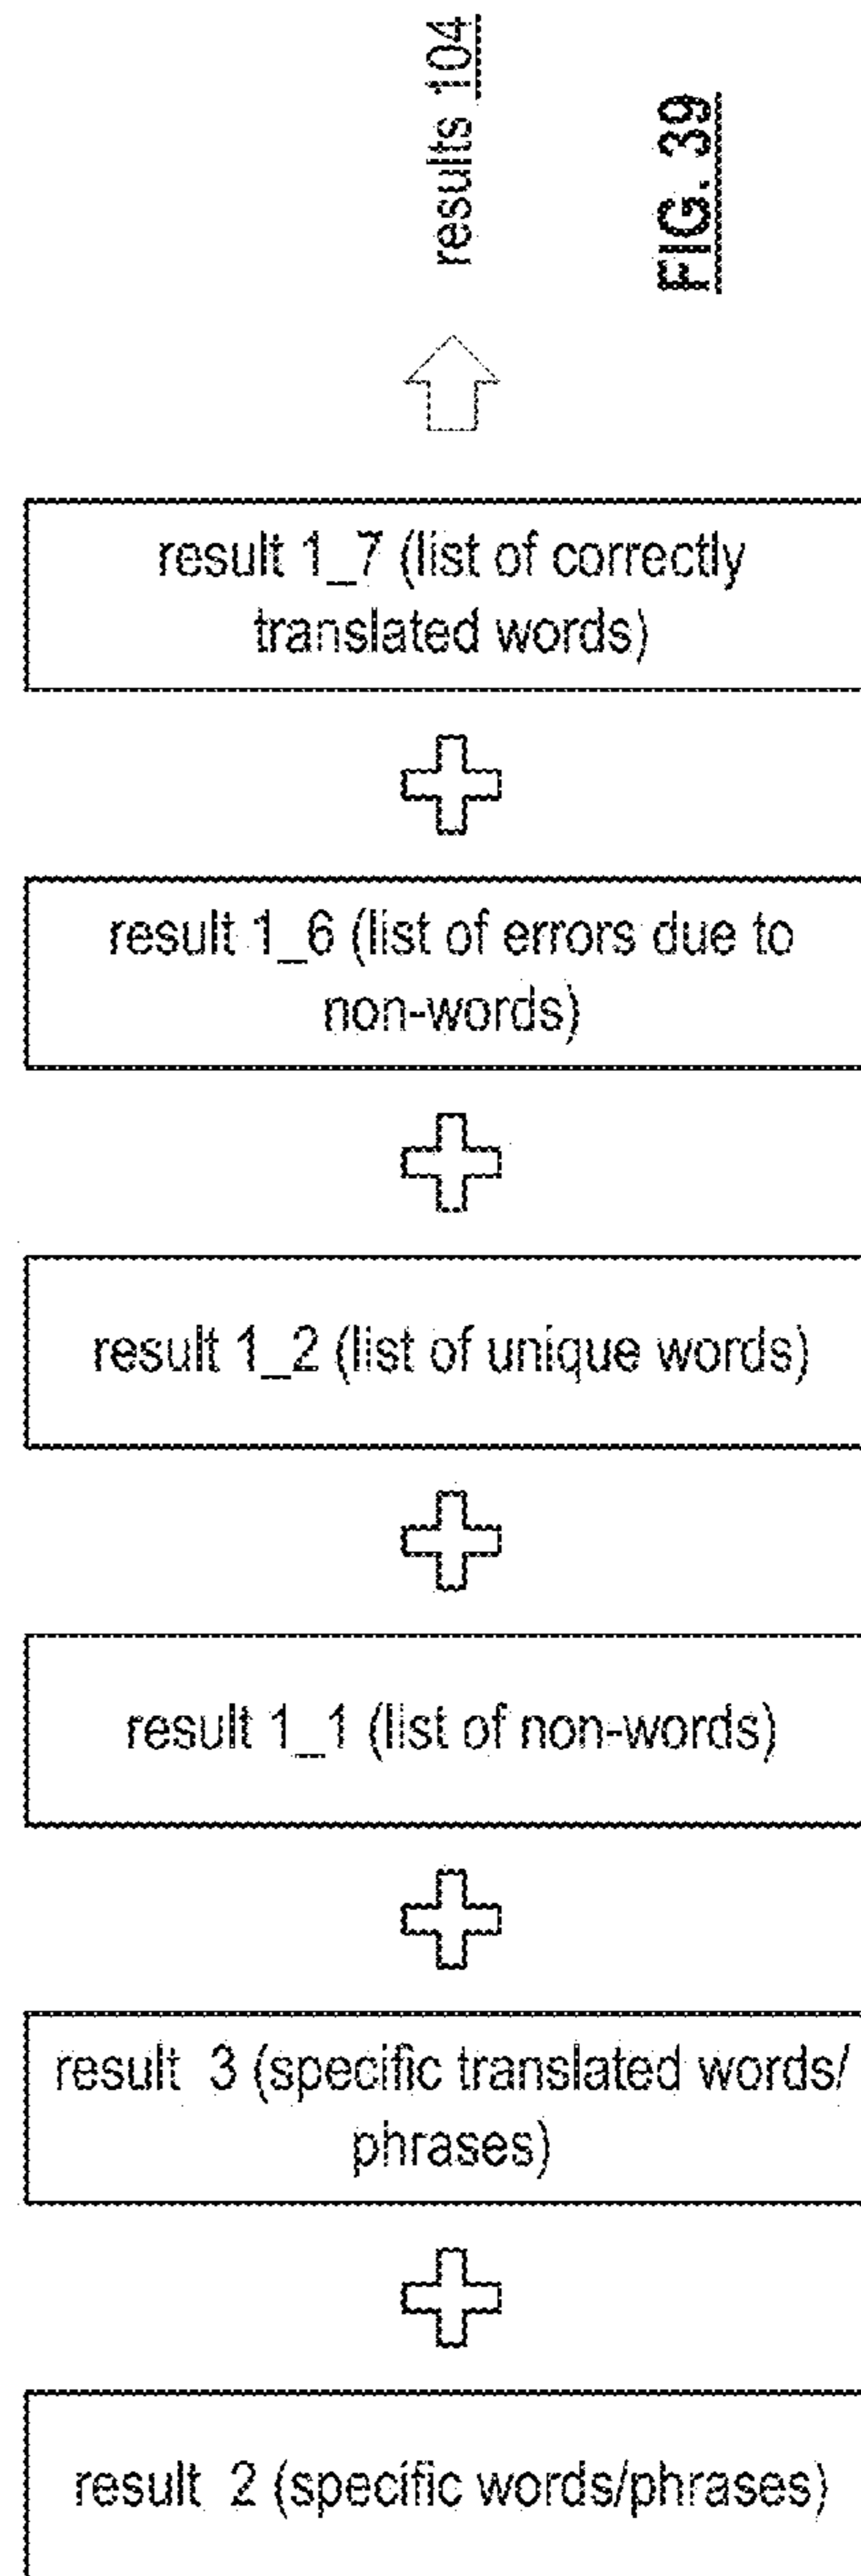 results 104
FIG. 39
result 1_7 (list of correctly
translated words)
result 1_6 (list of errors due to
non-words)
result 1_2 (list of unique words)
result 1_1 (list of non-words)
result 3 (specific translated words/
phrases)
result 2 (specific words/phrases)